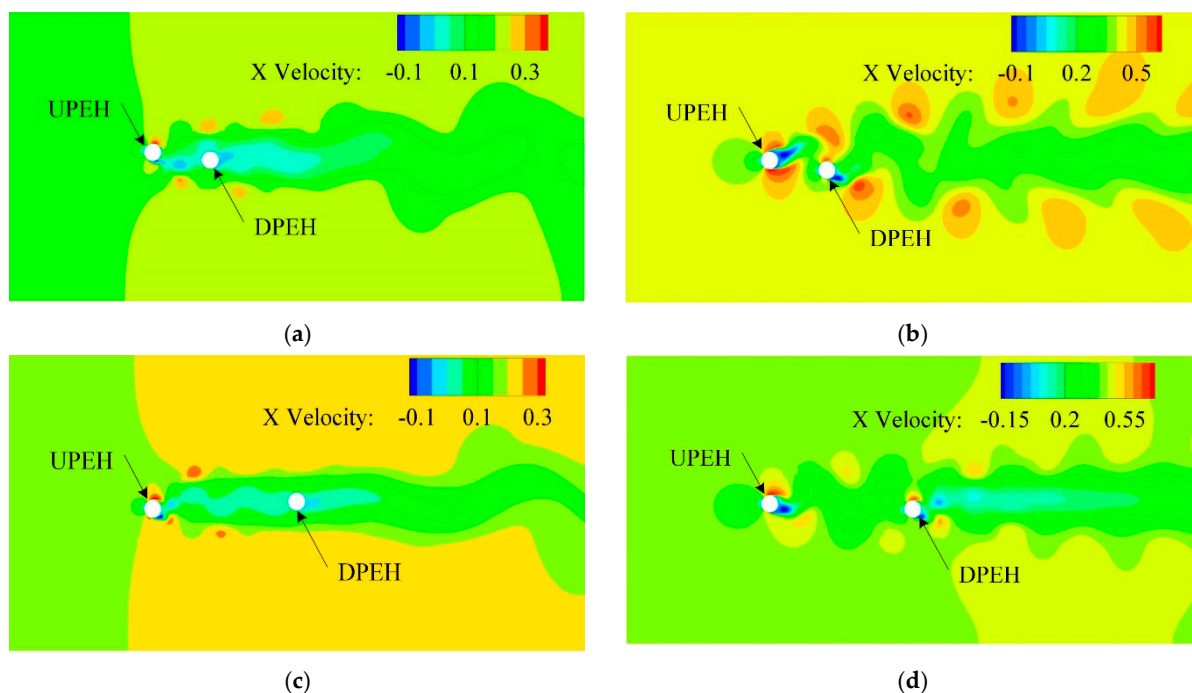 X Velocity: -0.1 0.1 0.3
UPEH
DPEH
(a)
X Velocity: -0.1 0.2 0.5
UPEH
DPEH
(b)
X Velocity: -0.1 0.1 0.3
UPEH
DPEH
(c)
X Velocity: -0.15 0.2 0.55
UPEH
DPEH
(d)